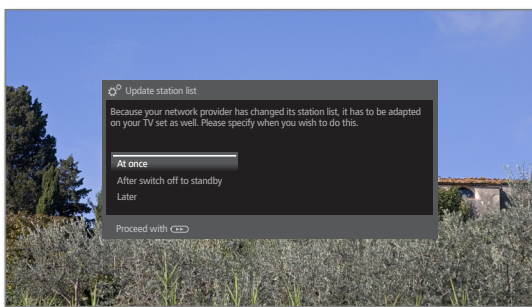 Update station list
Because your network provider has changed its station list, it has to be adapted
on your TV set as well. Please specify when you wish to do this.
At once
After switch off to standby
Later
Proceed with